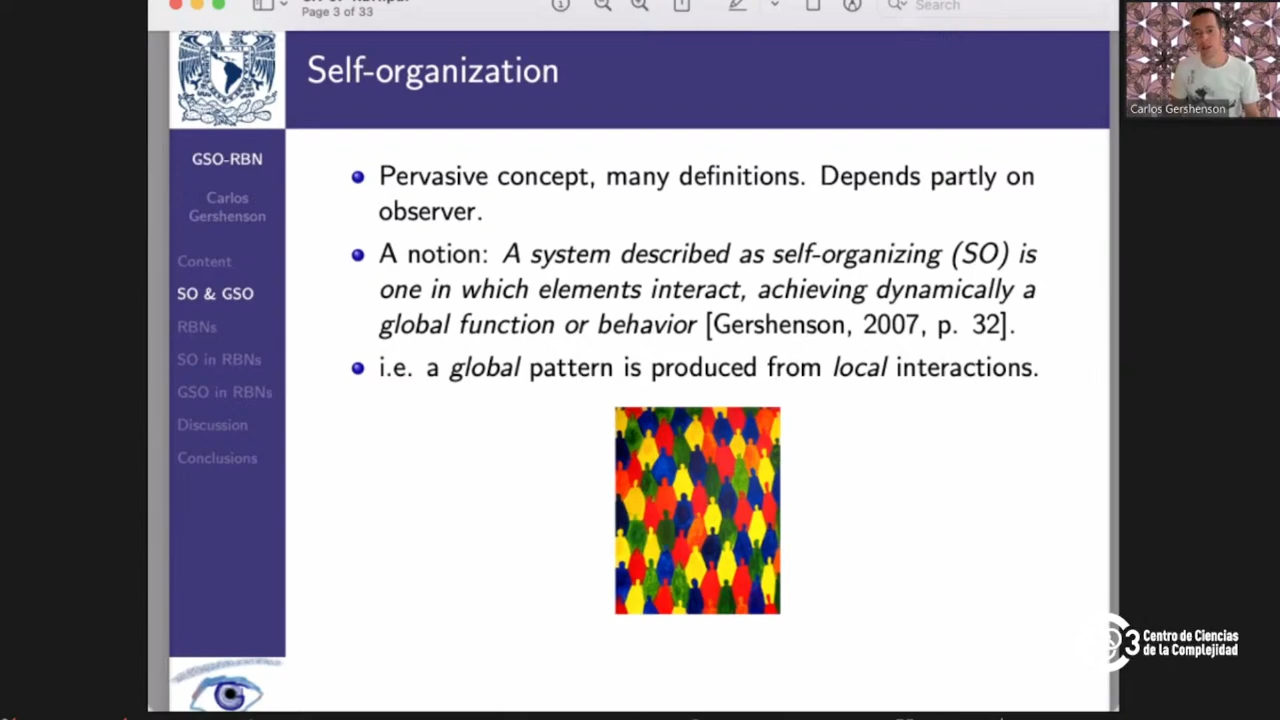 Page 3 of 33
Search
Self-organization
GSO-RBN
Carlos
Gershenson
Content
SO & GSO
RBNs
SO in RBNs
GSO in RBNs
Discussion
Conclusions
Pervasive concept, many definitions. Depends partly on
observer.
A notion: A system described as self-organizing (SO) is
one in which elements interact, achieving dynamically a
global function or behavior [Gershenson, 2007, p. 32].
i.e. a global pattern is produced from local interactions.
Carlos Gershenson
3 Centro de Ciencias
de la Complejidad